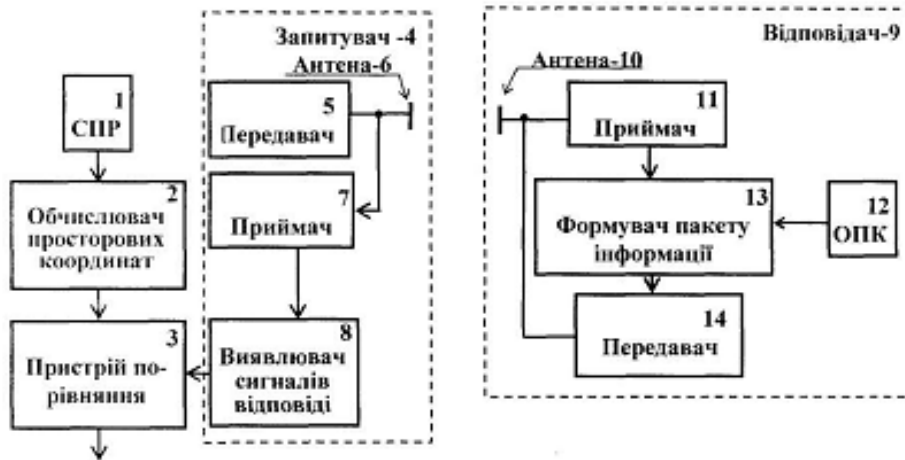 Запитувач -4
Антена-6
1
СПР
5
Передавач
2
Обчислювач
просторових
координат
7
Приймач
3
Пристрій по-
рівняння
8
Виявлювач
сигналів
відповіді
Відповідач-9
Антена-10
11
Приймач
13
Формувач пакету
інформації
12
ОПК
14
Передавач